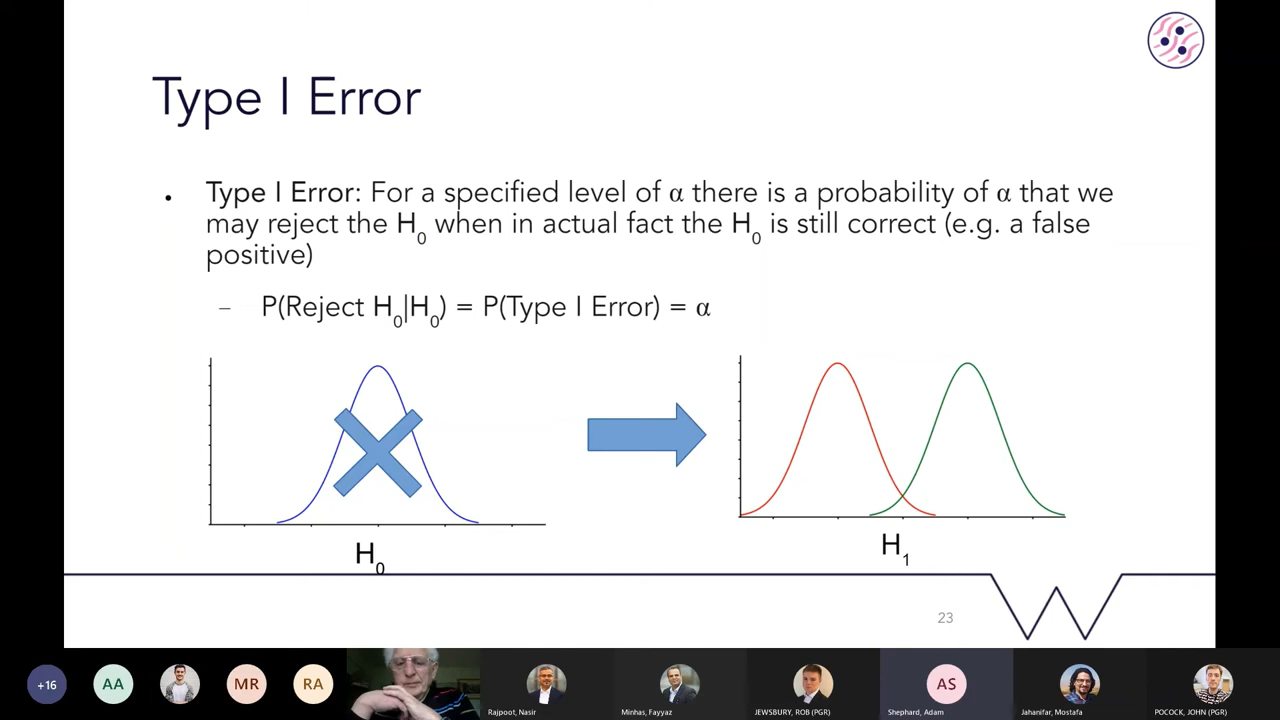 Type I Error
• Type I Error: For a specified level of α there is a probability of α that we
may reject the H0 when in actual fact the H0 is still correct (e.g. a false
positive)
– P(Reject H0|H0) = P(Type I Error) = α
H0
H1
23
+16
AA
MR
RA
AS
Rajpoot, Nasir
Minhas, Fayyaz
JEWSBURY, ROB (PGR)
Shephard, Adam
Jahanifar, Mostafa
POCOCK, JOHN (PGR)